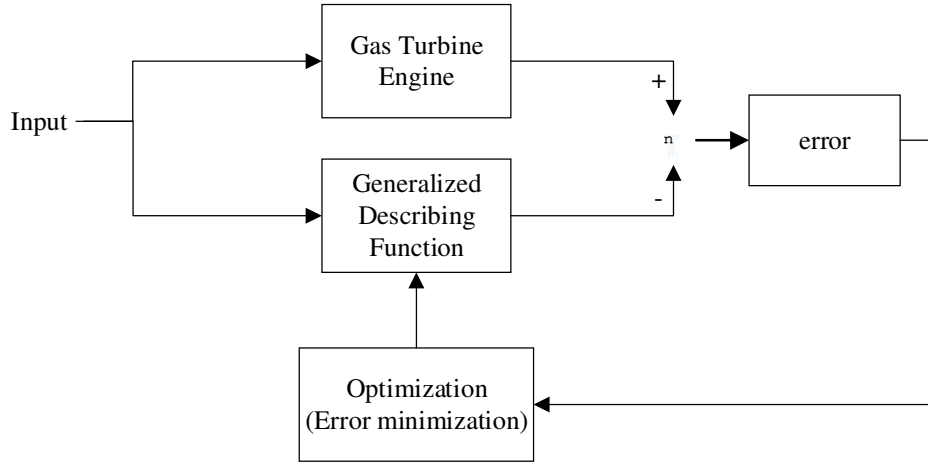 Gas Turbine
Engine
Input
+
n
error
Generalized
Describing
Function
-
Optimization
(Error minimization)